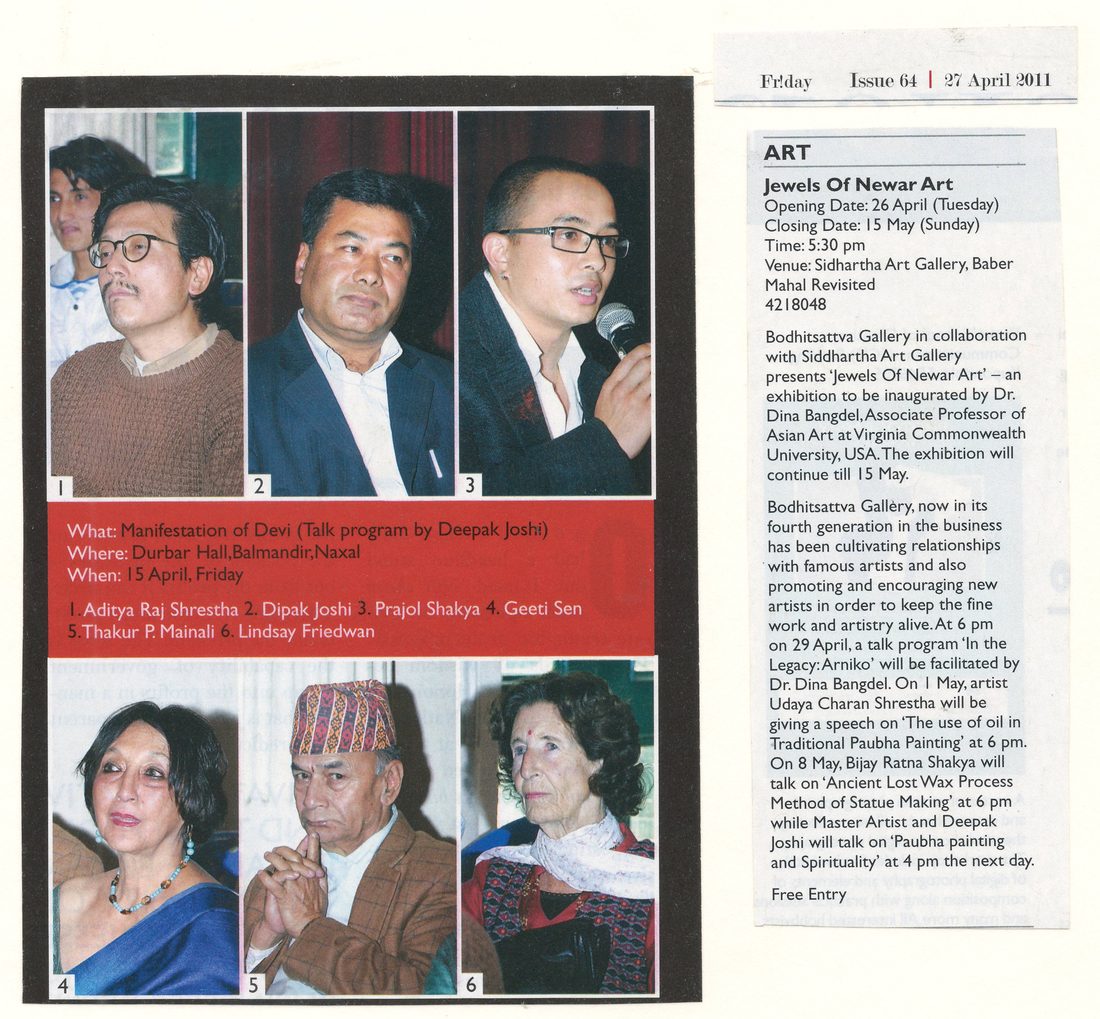 Friday Issue 64 | 27 April 2011
1
2
3
What: Manifestation of Devi (Talk program by Deepak Joshi)
Where: Durbar Hall,Balmandir,Naxal
When: 15 April, Friday
1. Aditya Raj Shrestha 2. Dipak Joshi 3. Prajol Shakya 4. Geeti Sen
5.Thakur P. Mainali 6. Lindsay Friedwan
4
5
6
ART
Jewels Of Newar Art
Opening Date: 26 April (Tuesday)
Closing Date: 15 May (Sunday)
Time: 5:30 pm
Venue: Sidhartha Art Gallery, Baber
Mahal Revisited
4218048
Bodhitsattva Gallery in collaboration
with Siddhartha Art Gallery
presents ‘Jewels Of Newar Art’ – an
exhibition to be inaugurated by Dr.
Dina Bangdel, Associate Professor of
Asian Art at Virginia Commonwealth
University, USA. The exhibition will
continue till 15 May.
Bodhitsattva Gallery, now in its
fourth generation in the business
has been cultivating relationships
with famous artists and also
promoting and encouraging new
artists in order to keep the fine
work and artistry alive. At 6 pm
on 29 April, a talk program ‘In the
Legacy: Arniko’ will be facilitated by
Dr. Dina Bangdel. On 1 May, artist
Udaya Charan Shrestha will be
giving a speech on ‘The use of oil in
Traditional Paubha Painting’ at 6 pm.
On 8 May, Bijay Ratna Shakya will
talk on ‘Ancient Lost Wax Process
Method of Statue Making’ at 6 pm
while Master Artist and Deepak
Joshi will talk on ‘Paubha painting
and Spirituality’ at 4 pm the next day.
Free Entry